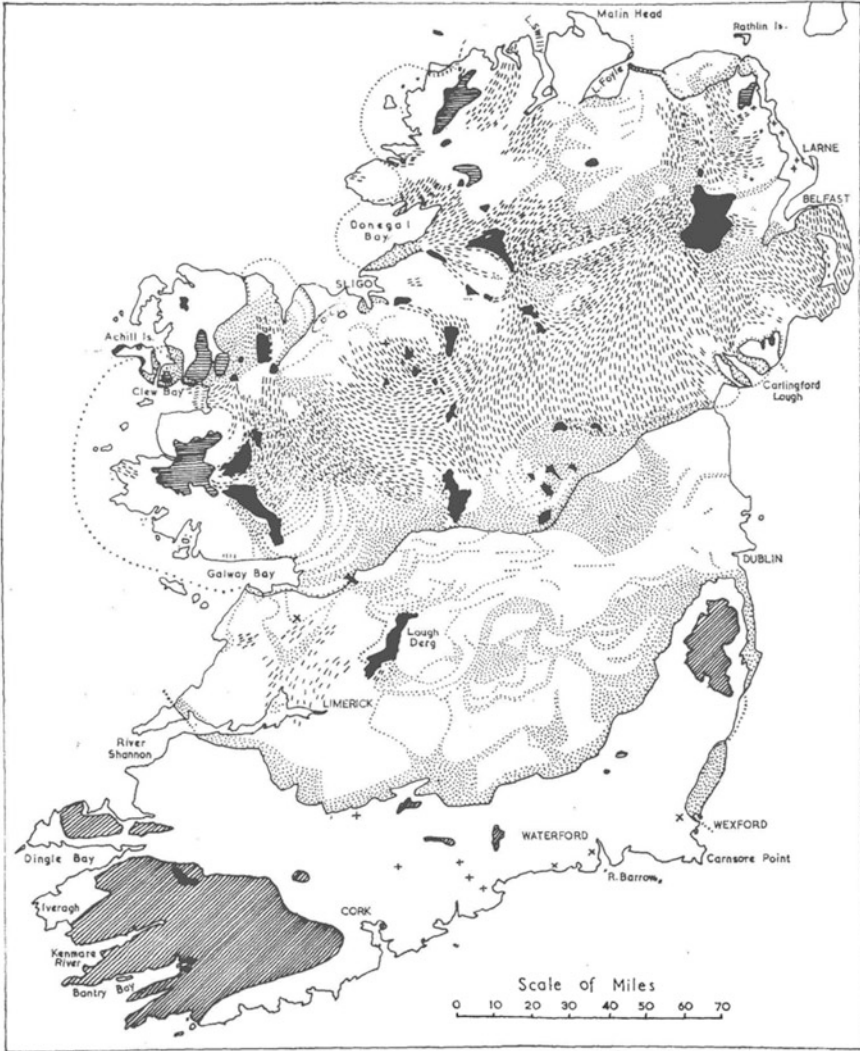 Malin Head
Rathlin Is.
L. Swilly
L. Foyle
LARNE
BELFAST
Donegal
Bay
SLIGO
Achill Is.
Clew Bay
Carlingford
Lough
Galway Bay
DUBLIN
Lough
Derg
LIMERICK
River
Shannon
WEXFORD
WATERFORD
Dingle Bay
Carnsore Point
R. Barrow
Iveragh
CORK
Kenmare
River
Bantry Bay
Scale of Miles
0 10 20 30 40 50 60 70